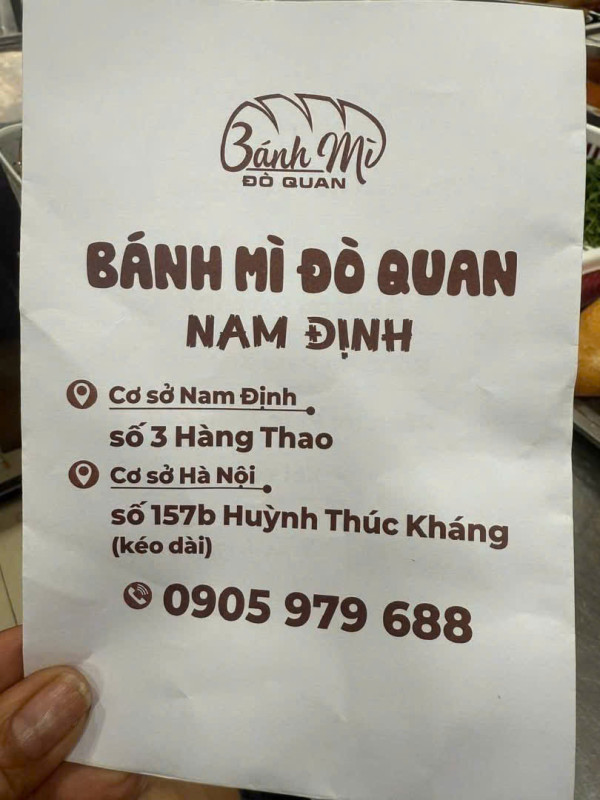 Bánh Mì
ĐÒ QUAN
BÁNH MÌ ĐÒ QUAN
NAM ĐỊNH
Cơ sở Nam Định
số 3 Hàng Thao
Cơ sở Hà Nội
số 157b Huỳnh Thúc Kháng
(kéo dài)
0905 979 688